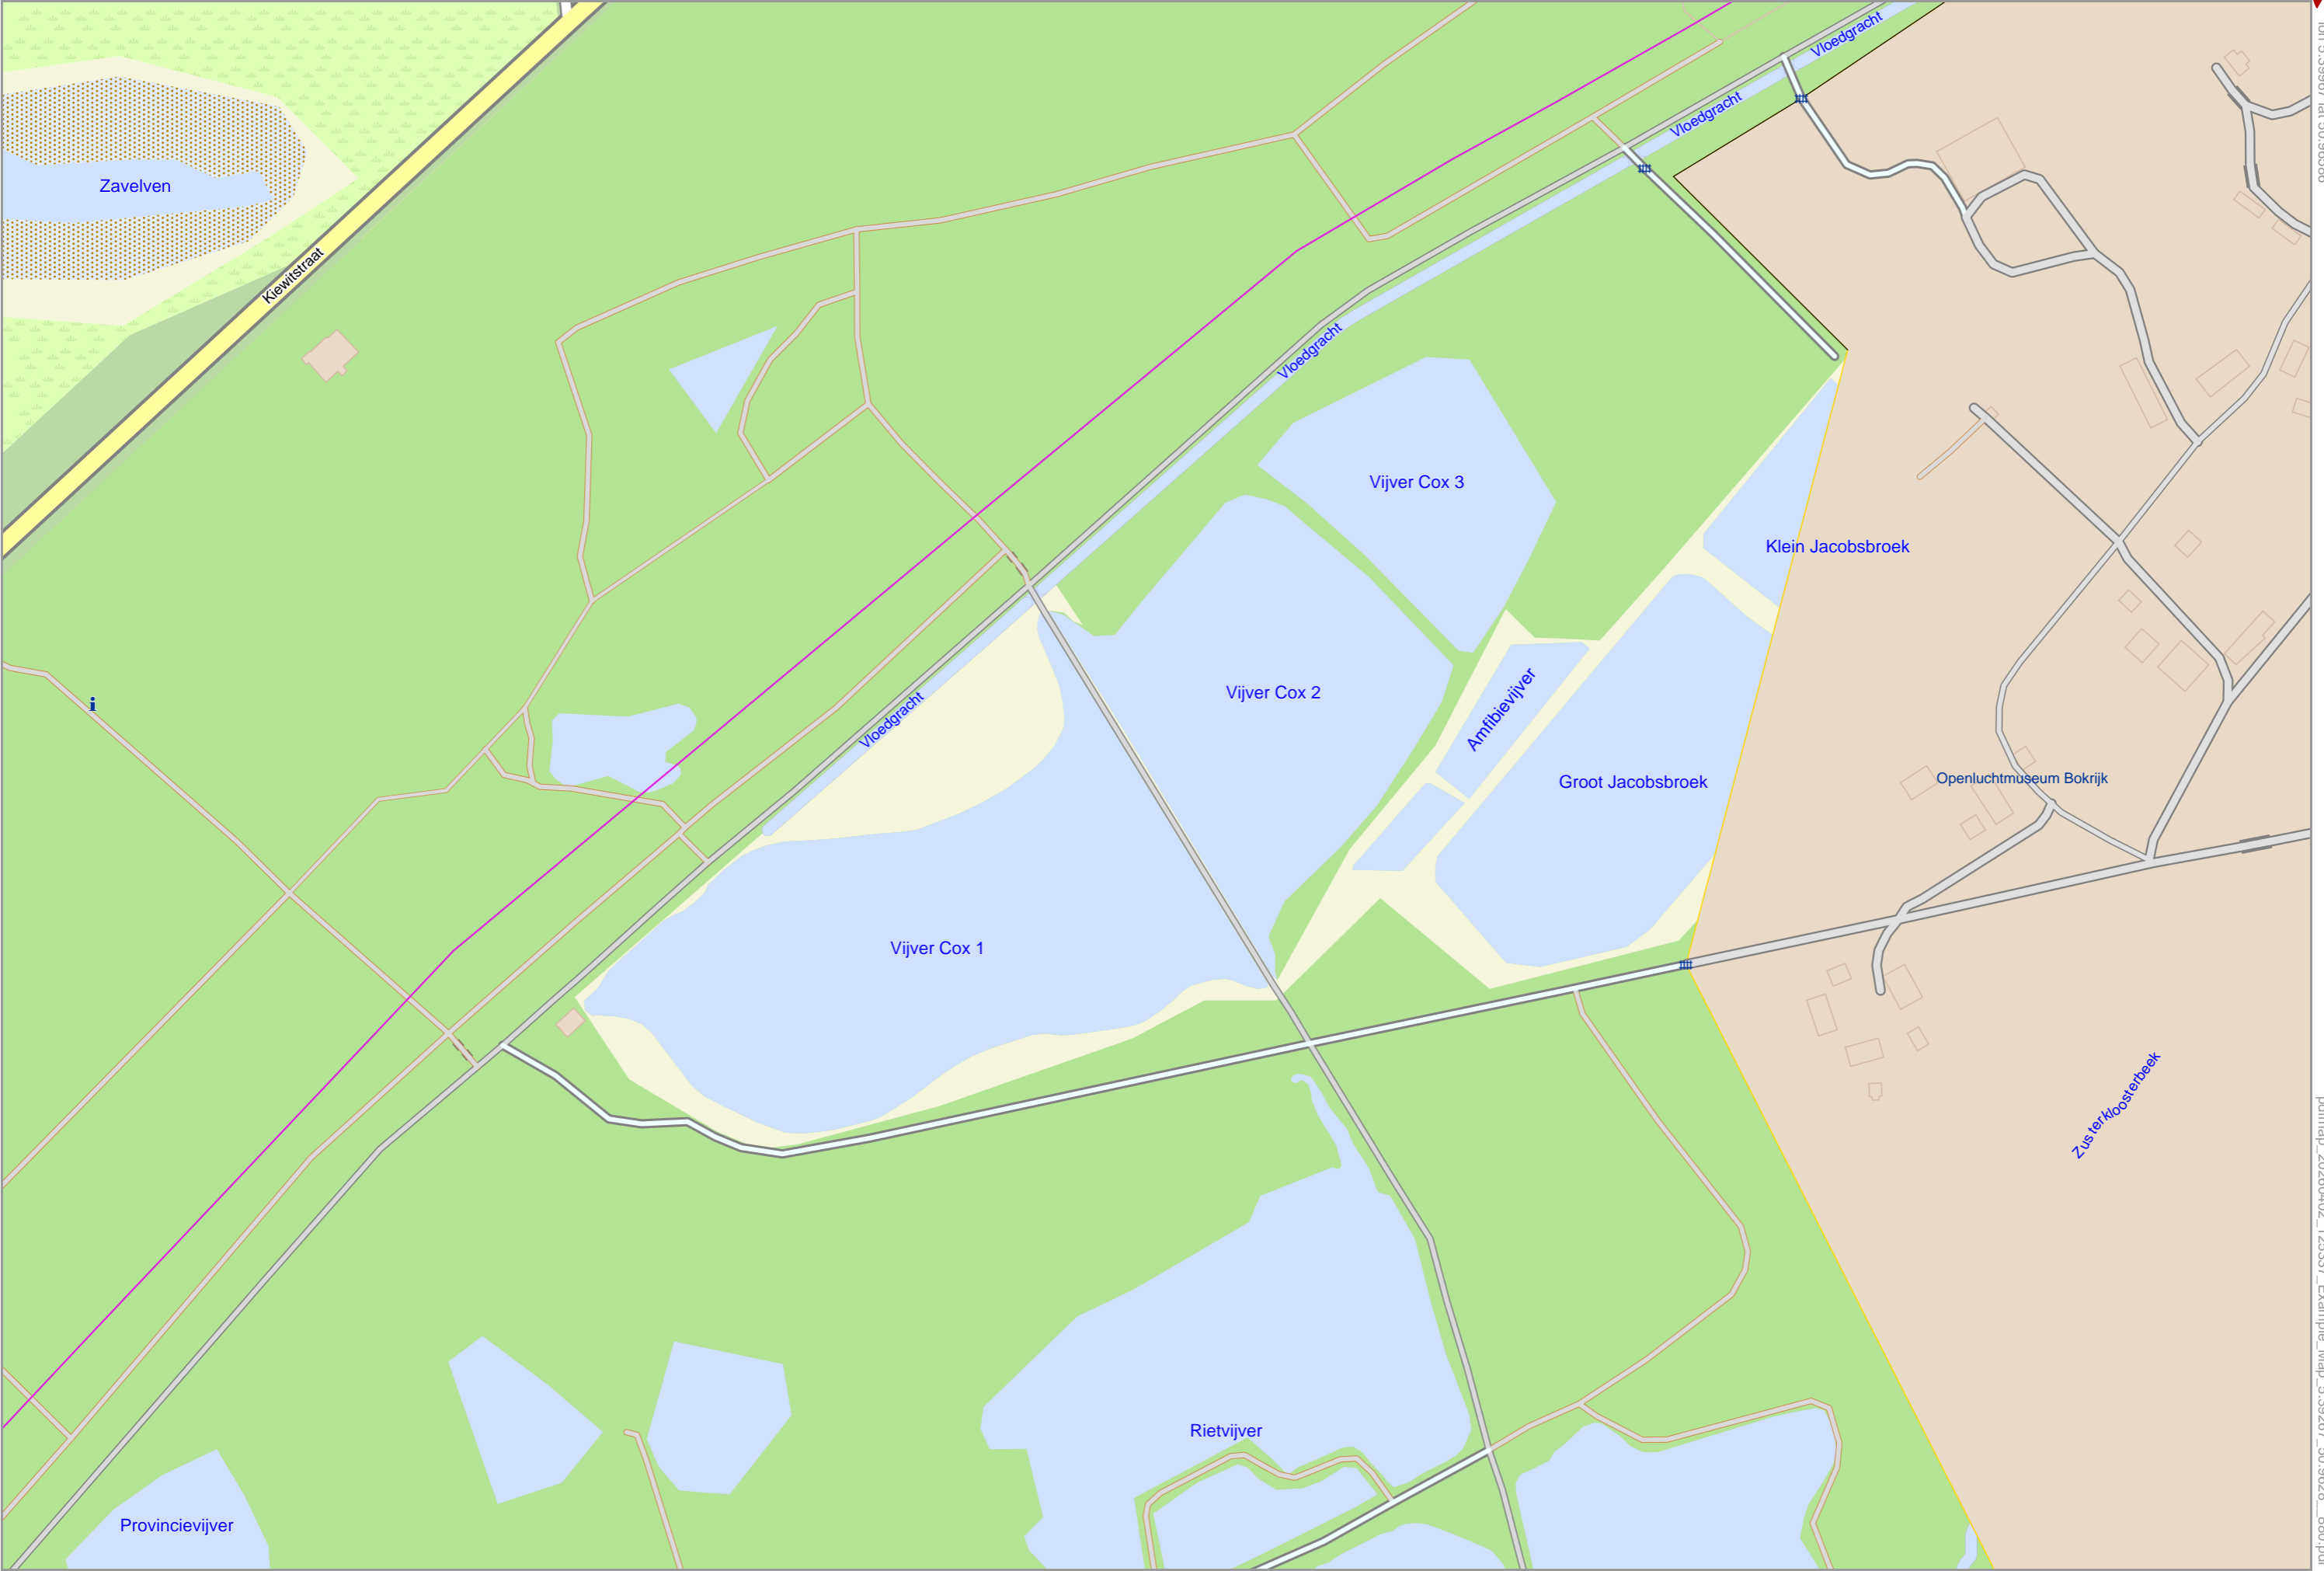 Vloedgracht
Vloedgracht
Zavelven
Kiewitstraat
Vloedgracht
Vijver Cox 3
Klein Jacobsbroek
Vijver Cox 2
Amfibievijver
Vloedgracht
Openluchtmuseum Bokrijk
Groot Jacobsbroek
Vijver Cox 1
Zusterkloosterbeek
Rietvijver
Provincievijver